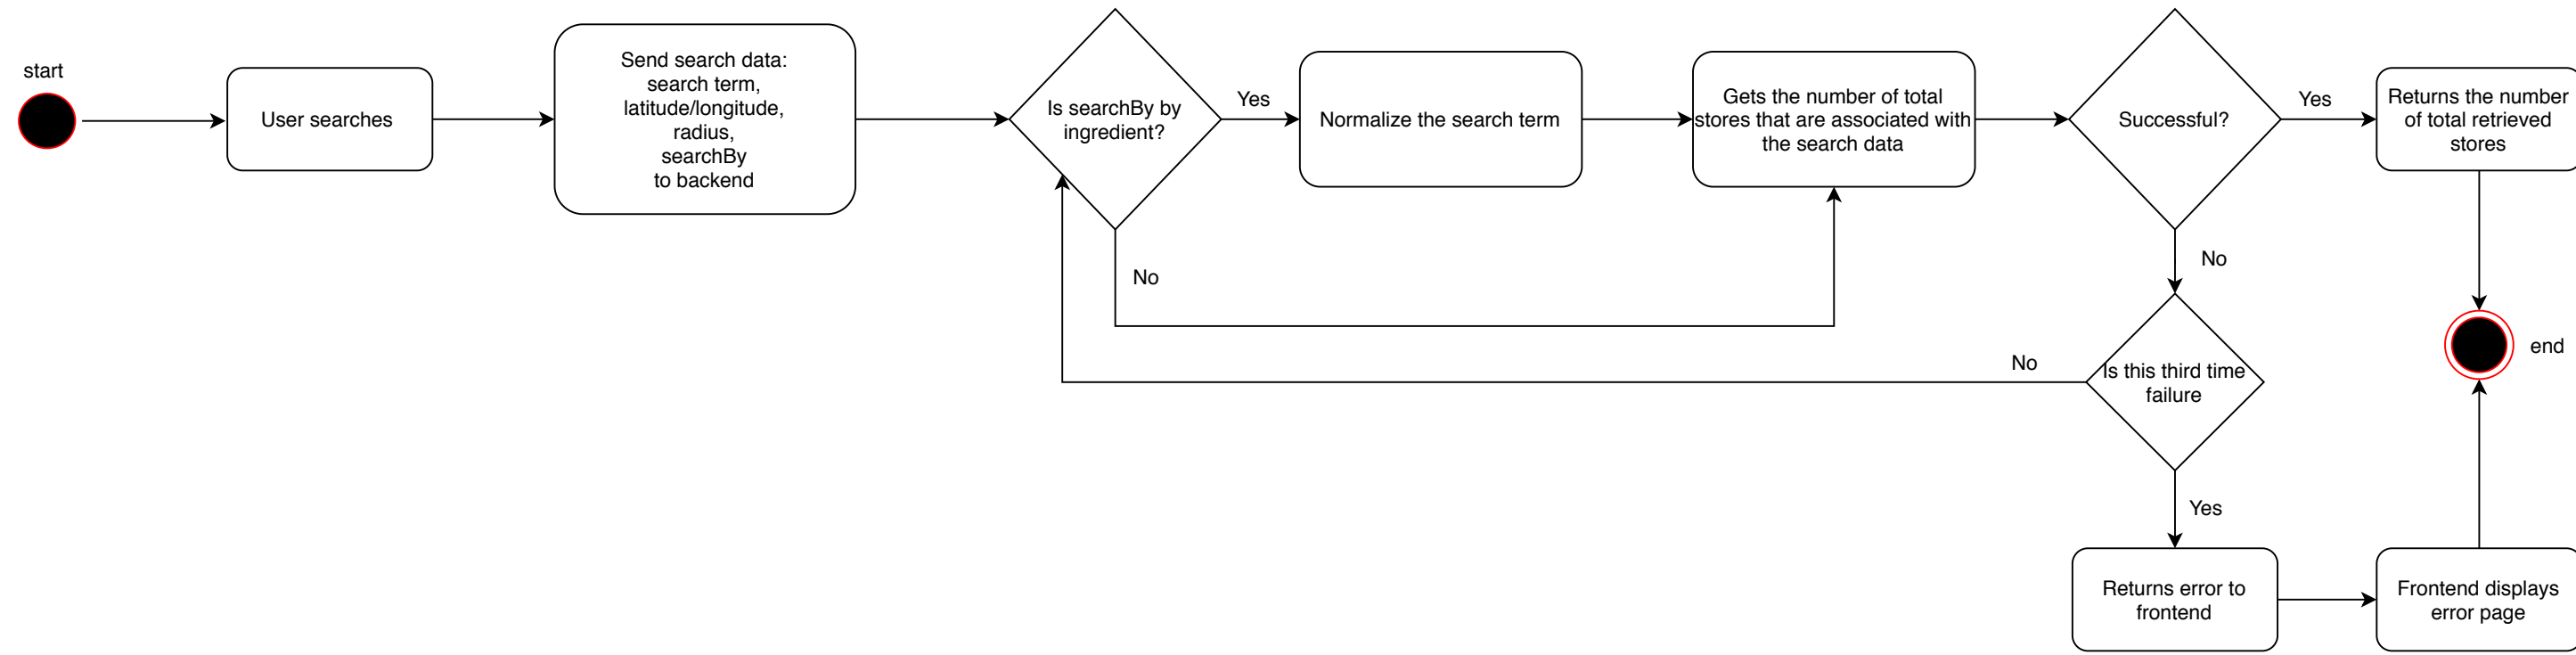 start
User searches
Send search data:
search term,
latitude/longitude,
radius,
searchBy
to backend
Is searchBy by
ingredient?
Yes
Normalize the search term
Gets the number of total
stores that are associated with
the search data
Successful?
Yes
Returns the number
of total retrieved
stores
No
No
end
No
Is this third time
failure
Yes
Returns error to
frontend
Frontend displays
error page